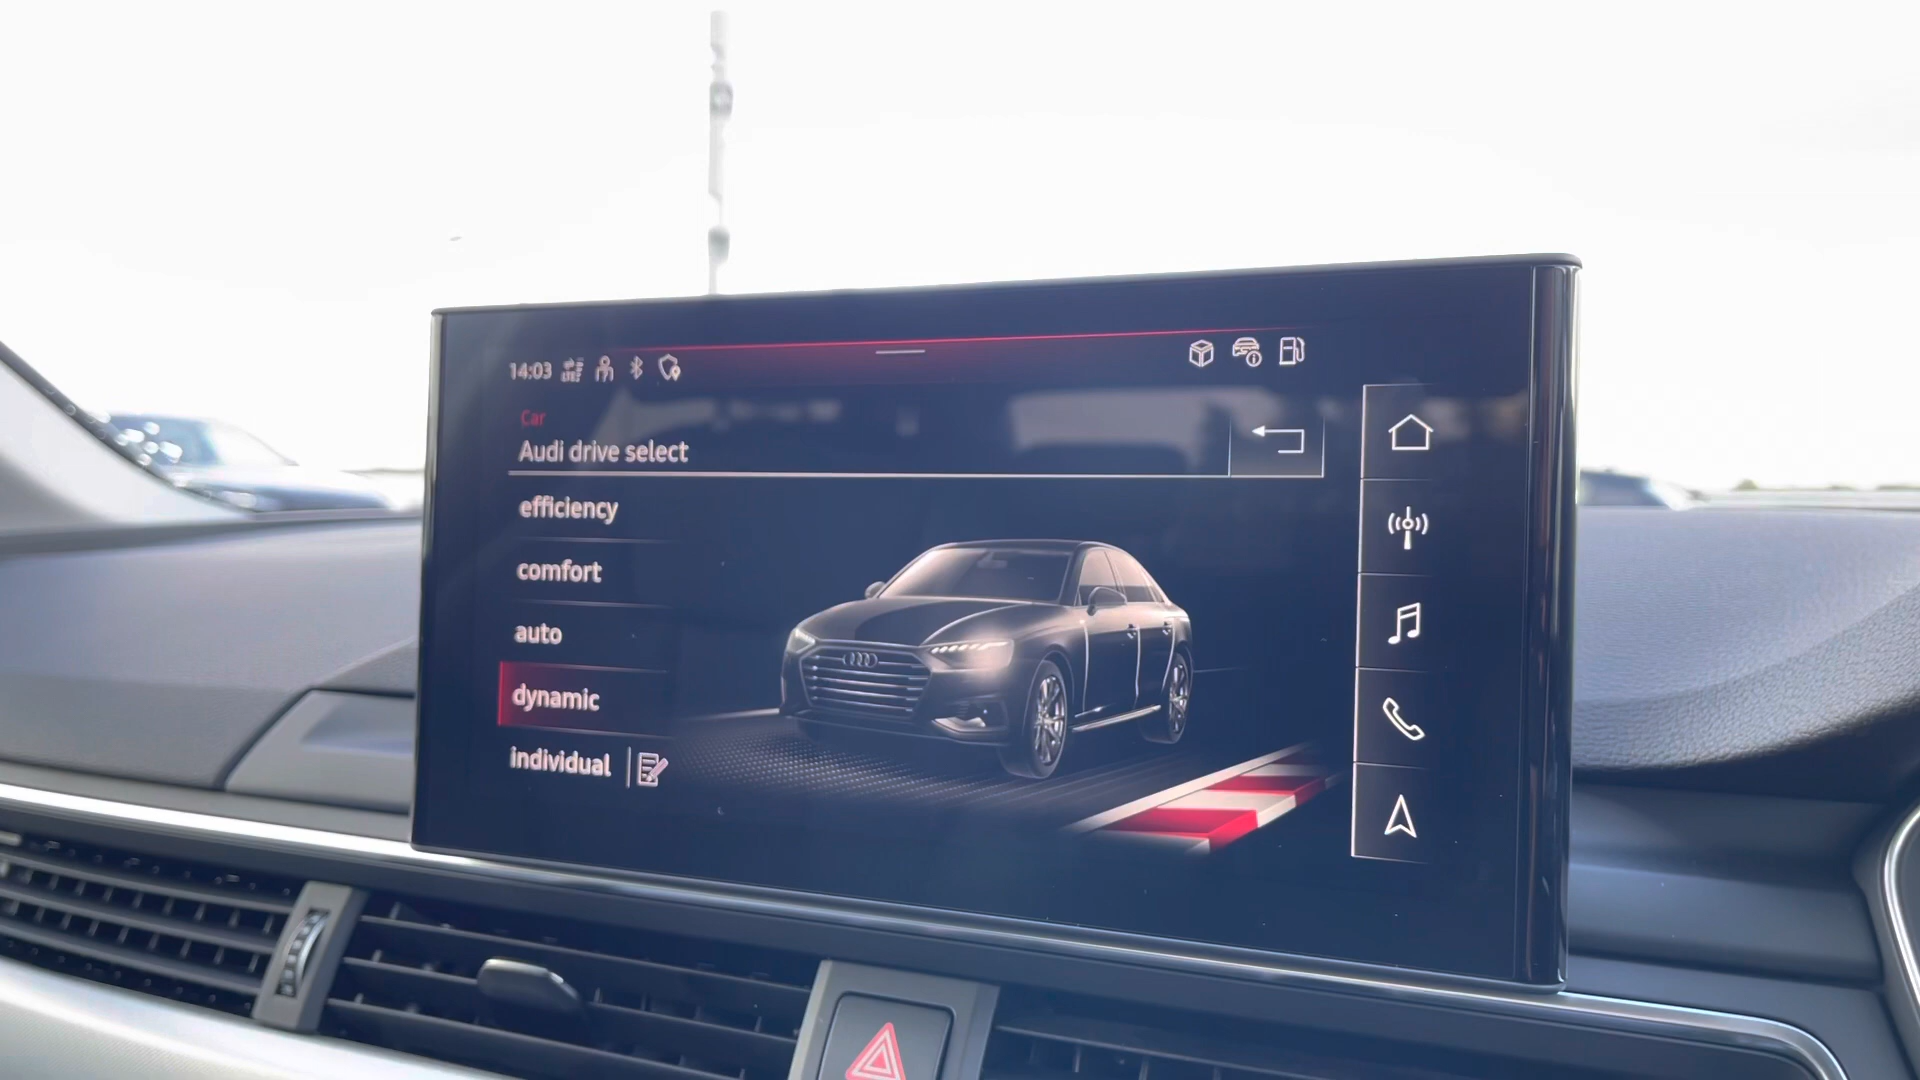 14:03
Car
Audi drive select
efficiency
comfort
auto
dynamic
individual